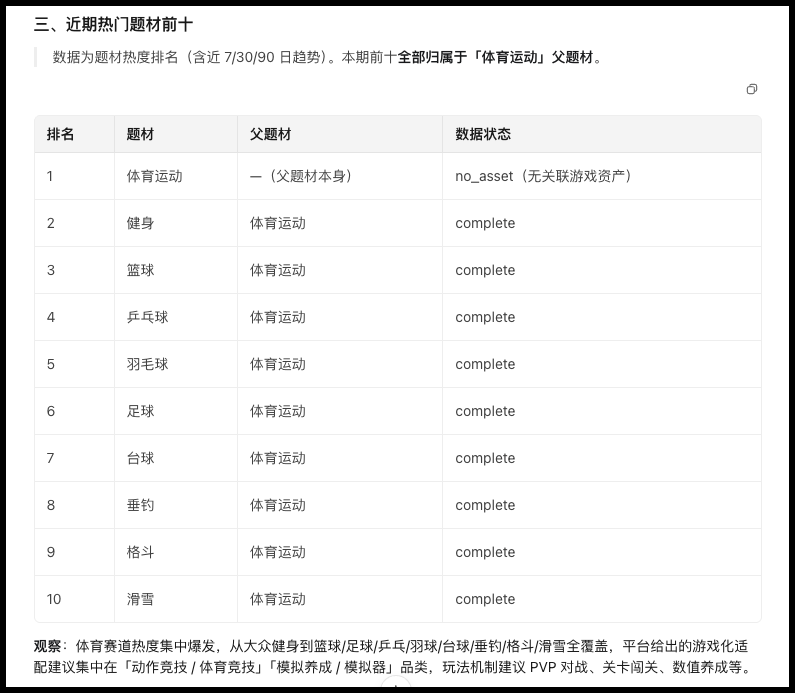 三、近期热门题材前十
数据为题材热度排名（含近 7/30/90 日趋势）。本期前十全部归属于「体育运动」父题材。
排名 题材 父题材 数据状态
1 体育运动 —（父题材本身） no_asset（无关联游戏资产）
2 健身 体育运动 complete
3 篮球 体育运动 complete
4 乒乓球 体育运动 complete
5 羽毛球 体育运动 complete
6 足球 体育运动 complete
7 台球 体育运动 complete
8 垂钓 体育运动 complete
9 格斗 体育运动 complete
10 滑雪 体育运动 complete
观察：体育赛道热度集中爆发，从大众健身到篮球/足球/乒乓/羽球/台球/垂钓/格斗/滑雪全覆盖，平台给出的游戏化适
配建议集中在「动作竞技 / 体育竞技」「模拟养成 / 模拟器」品类，玩法机制建议 PVP 对战、关卡闯关、数值养成等。